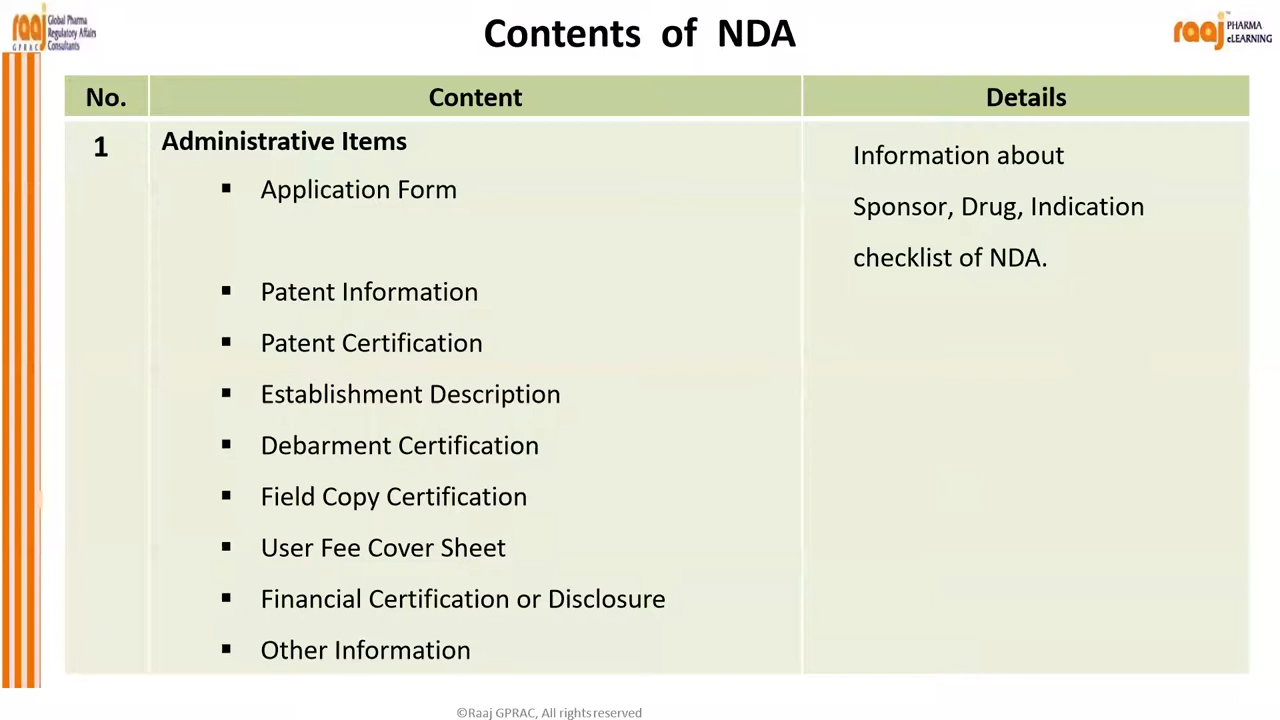 raaj
GPRAC
Global Pharma
Regulatory Affairs
Consultants
Contents of NDA
raaj
PHARMA
eLEARNING
No.
Content
Details
1
Administrative Items
▪ Application Form
▪ Patent Information
▪ Patent Certification
▪ Establishment Description
▪ Debarment Certification
▪ Field Copy Certification
▪ User Fee Cover Sheet
▪ Financial Certification or Disclosure
▪ Other Information
Information about
Sponsor, Drug, Indication
checklist of NDA.
©Raaj GPRAC, All rights reserved